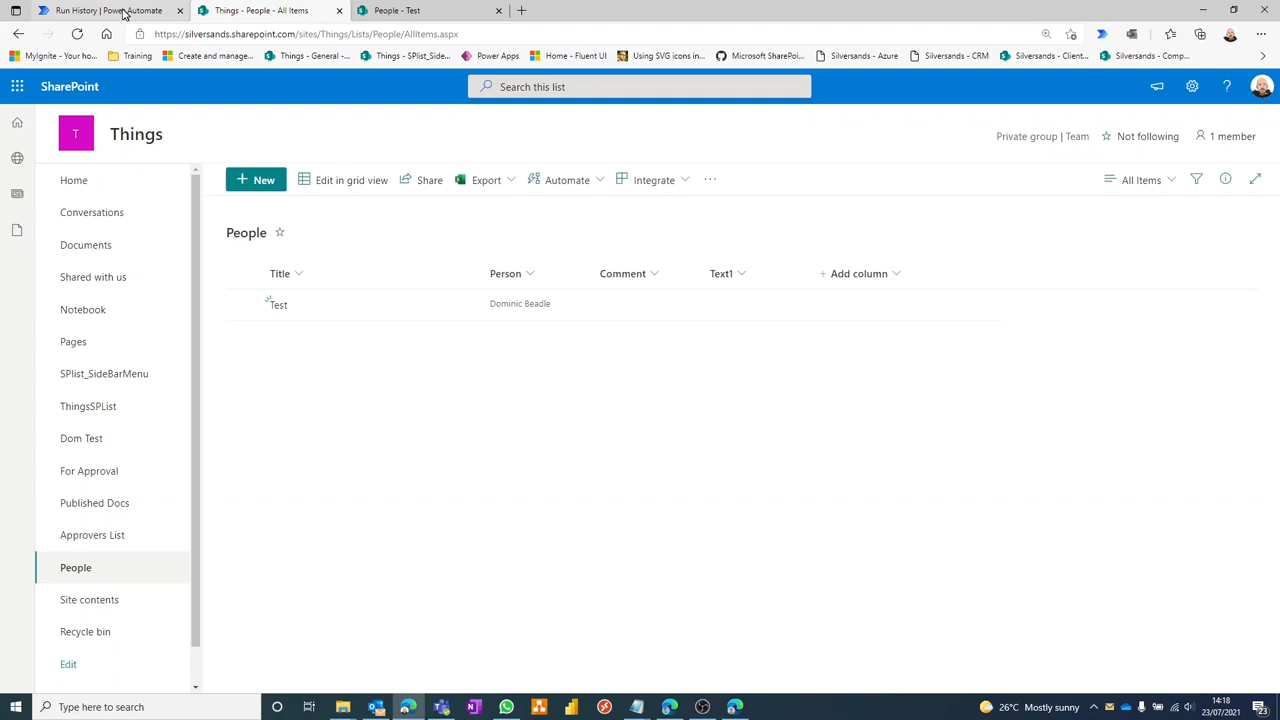 Run History | Power Automate
Things - People - All Items
People - Test
https://silversands.sharepoint.com/sites/Things/Lists/People/AllItems.aspx
MyIgnite - Your ho...
Training
Create and manage...
Things - General -...
Things - SPlist_Side...
Power Apps
Home - Fluent UI
Using SVG icons in...
Microsoft SharePoi...
Silversands - Azure
Silversands - CRM
Silversands - Client...
Silversands - Comp...
SharePoint
Search this list
T
Things
Private group | Team
Not following
1 member
Home
Conversations
Documents
Shared with us
Notebook
Pages
SPlist_SideBarMenu
ThingsSPList
Dom Test
For Approval
Published Docs
Approvers List
People
Site contents
Recycle bin
Edit
+ New
Edit in grid view
Share
Export
Automate
Integrate
...
All Items
People
Title
Person
Comment
Text1
+ Add column
Test
Dominic Beadle
Type here to search
26°C Mostly sunny
14:18
23/07/2021